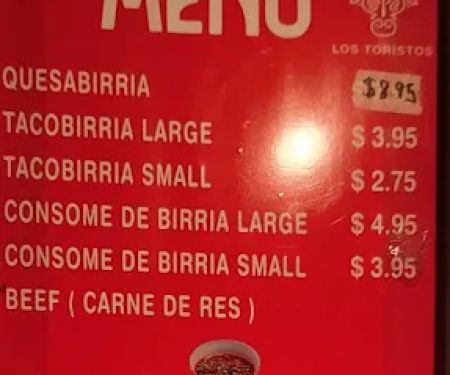 MENU
LOS TORISTOS
QUESABIRRIA $8.95
TACOBIRRIA LARGE $ 3.95
TACOBIRRIA SMALL $ 2.75
CONSOME DE BIRRIA LARGE $ 4.95
CONSOME DE BIRRIA SMALL $ 3.95
BEEF ( CARNE DE RES )